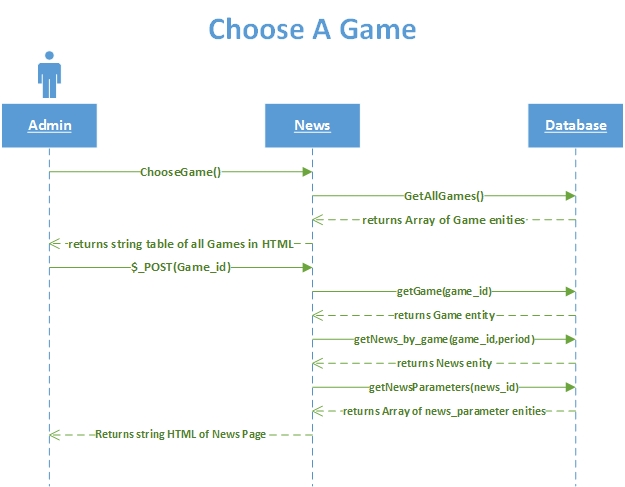 Choose A Game
Admin
News
Database
ChooseGame()
GetAllGames()
returns Array of Game enities
returns string table of all Games in HTML
$_POST(Game_id)
getGame(game_id)
returns Game entity
getNews_by_game(game_id,period)
returns News enity
getNewsParameters(news_id)
returns Array of news_parameter enities
Returns string HTML of News Page